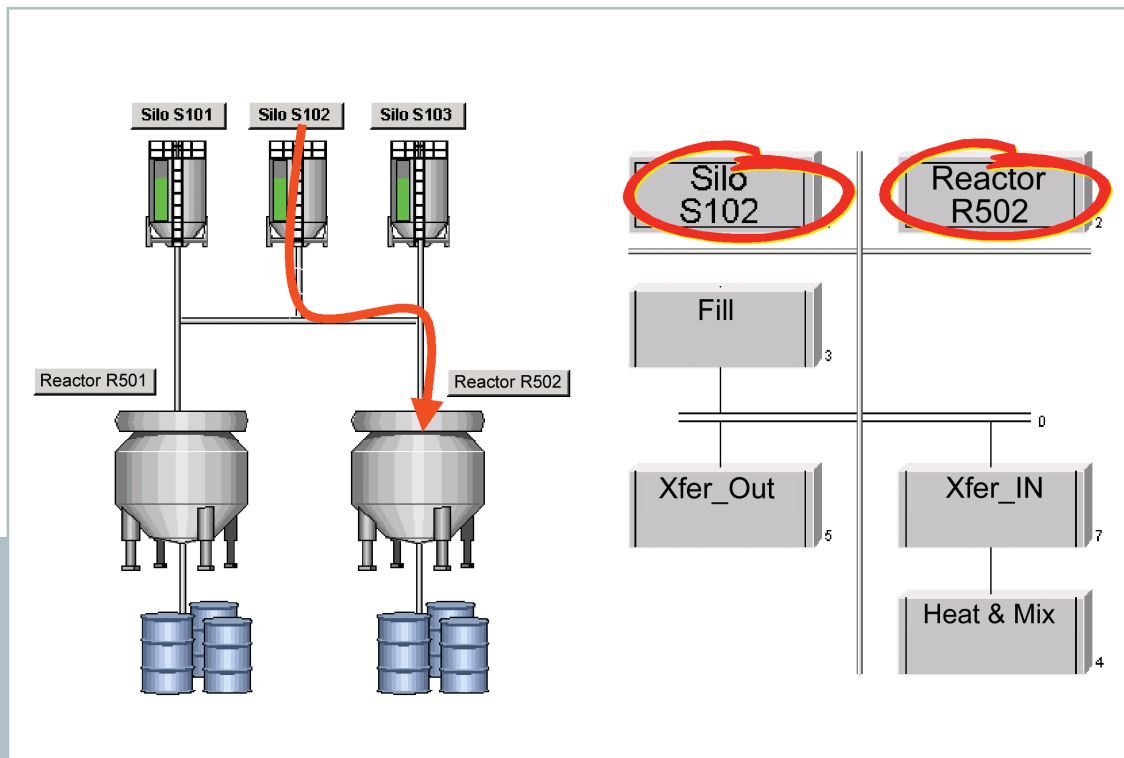 Silo S101
Silo S102
Silo S103
Reactor R501
Reactor R502
Silo
S102
Reactor
R502
2
Fill
3
0
Xfer_Out
5
Xfer_IN
7
Heat & Mix
4